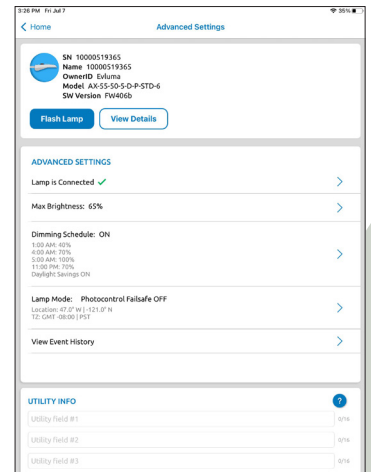 3:26 PM Fri Jul 7 35%
Home Advanced Settings
SN 10000519365
Name 10000519365
OwnerID Evluma
Model AX-55-50-5-D-P-STD-6
SW Version FW406b
Flash Lamp View Details
ADVANCED SETTINGS
Lamp is Connected
Max Brightness: 65%
Dimming Schedule: ON
1:00 AM: 40%
4:00 AM: 70%
5:00 AM: 100%
11:00 PM: 70%
Daylight Savings ON
Lamp Mode: Photocontrol Failsafe OFF
Location: 47.0° W | -121.0° N
TZ: GMT -08:00 | PST
View Event History
UTILITY INFO ?
Utility field #1 0/16
Utility field #2 0/16
Utility field #3 0/14